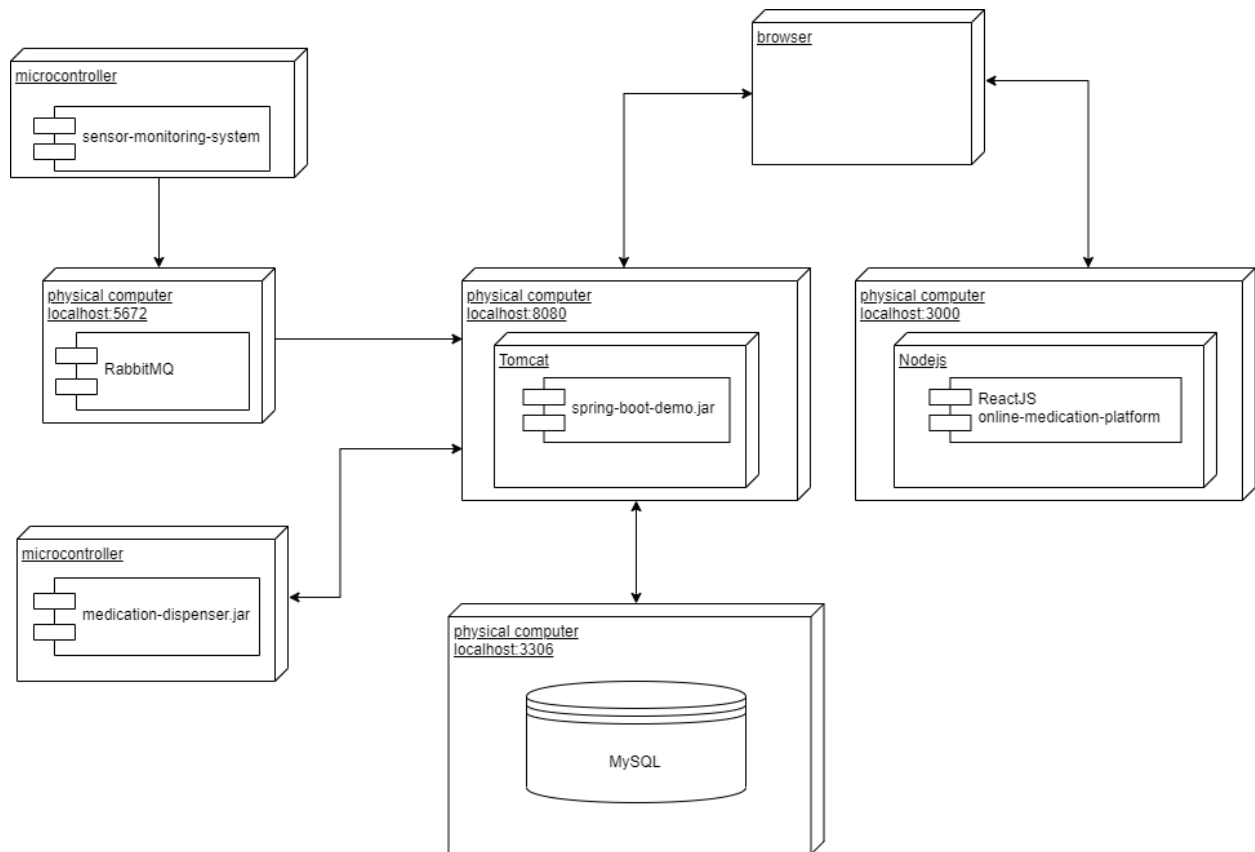 browser
microcontroller
sensor-monitoring-system
physical computer
localhost:5672
RabbitMQ
physical computer
localhost:8080
Tomcat
spring-boot-demo.jar
physical computer
localhost:3000
Nodejs
ReactJS
online-medication-platform
microcontroller
medication-dispenser.jar
physical computer
localhost:3306
MySQL